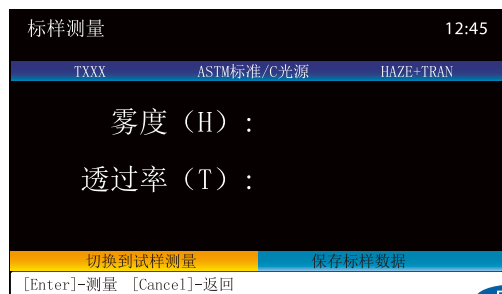 标样测量 12:45
TXXX ASTM标准/C光源 HAZE+TRAN
雾度（H）:
透过率（T）:
切换到试样测量 保存标样数据
[Enter]-测量 [Cancel]-返回